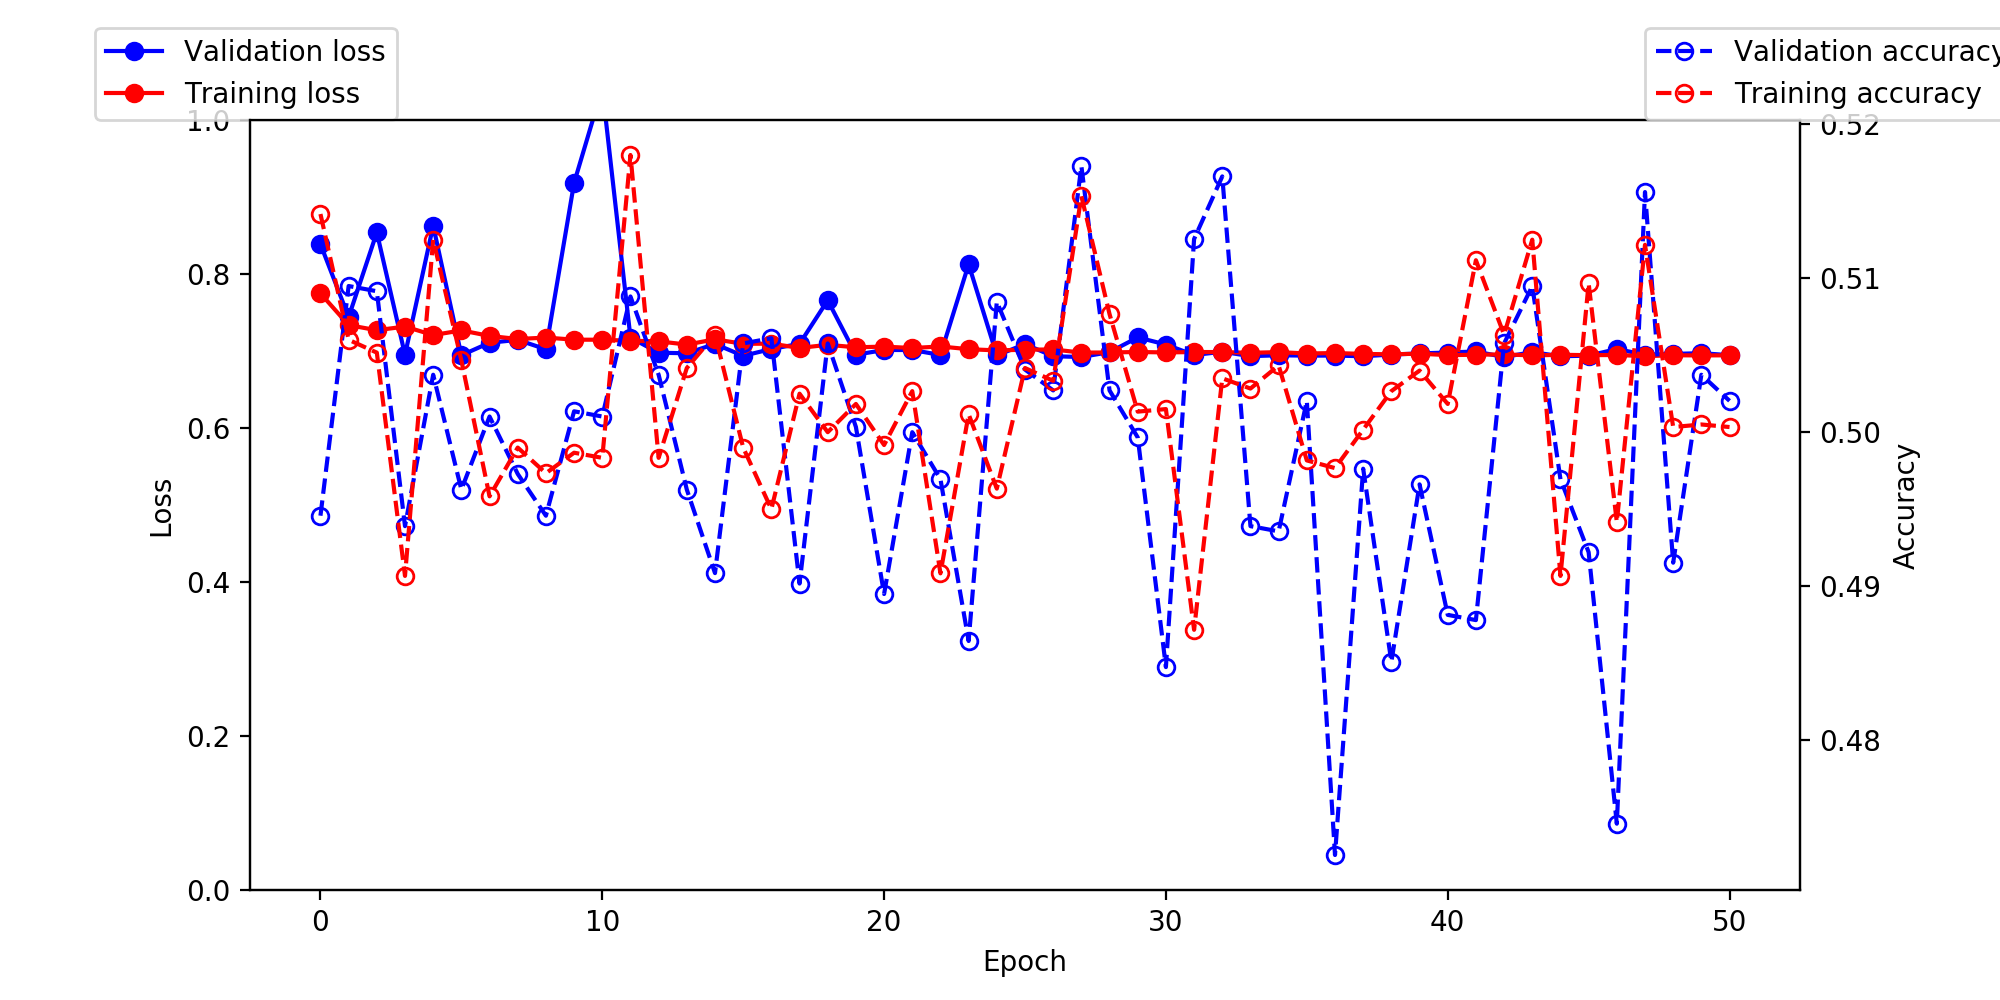 Validation loss
Training loss
Validation accuracy
Training accuracy
1.0
0.8
0.6
0.4
0.2
0.0
Loss
0.52
0.51
0.50
0.49
0.48
Accuracy
0
10
20
30
40
50
Epoch